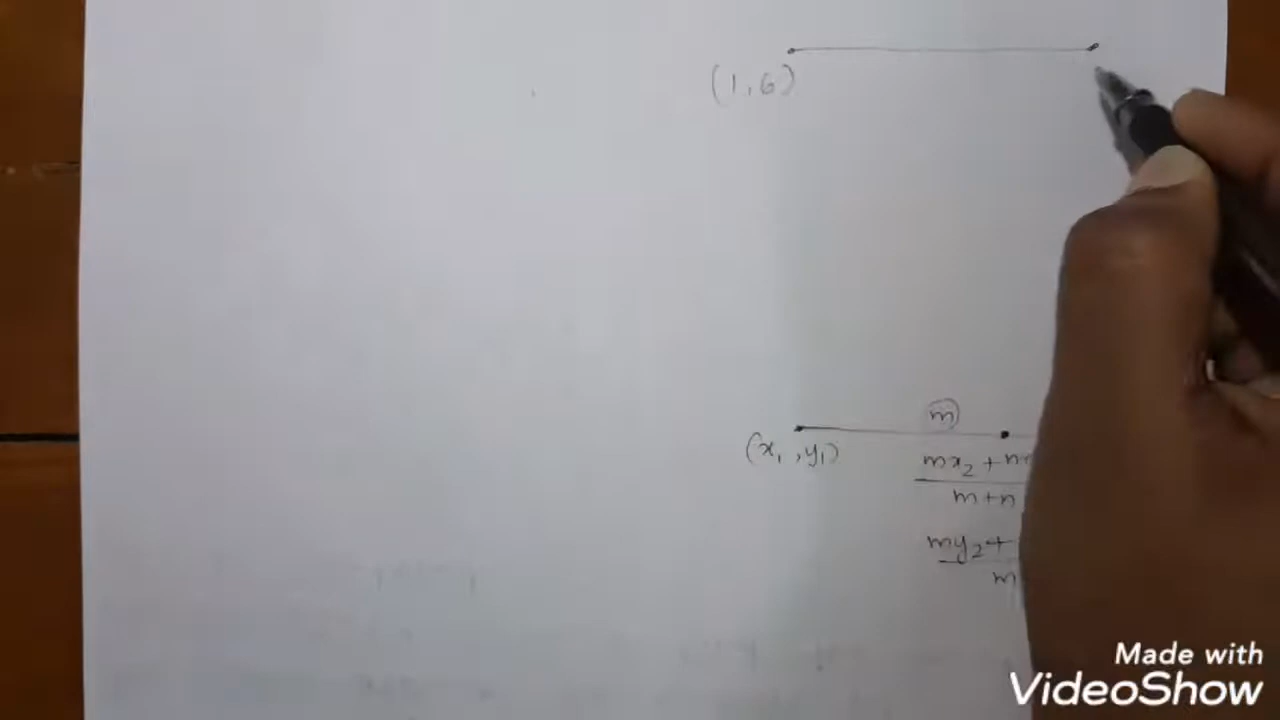 (1,6)
m
(x₁,y₁)
mx₂+n
m+n
my₂+
m
Made with
VideoShow